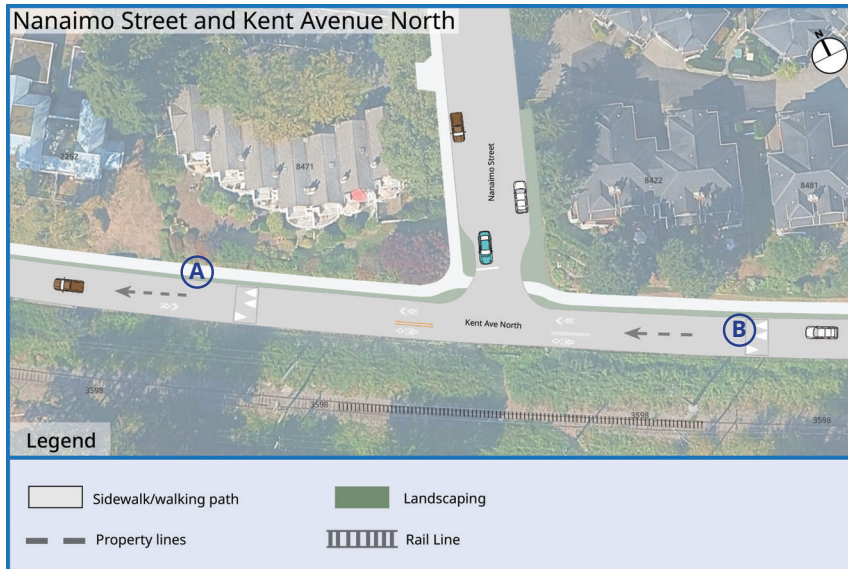 Nanaimo Street and Kent Avenue North
N
2252
8471
Nanaimo Street
8422
8481
A
B
Kent Ave North
3598
3598
3598
3598
Legend
Sidewalk/walking path
Landscaping
Property lines
Rail Line